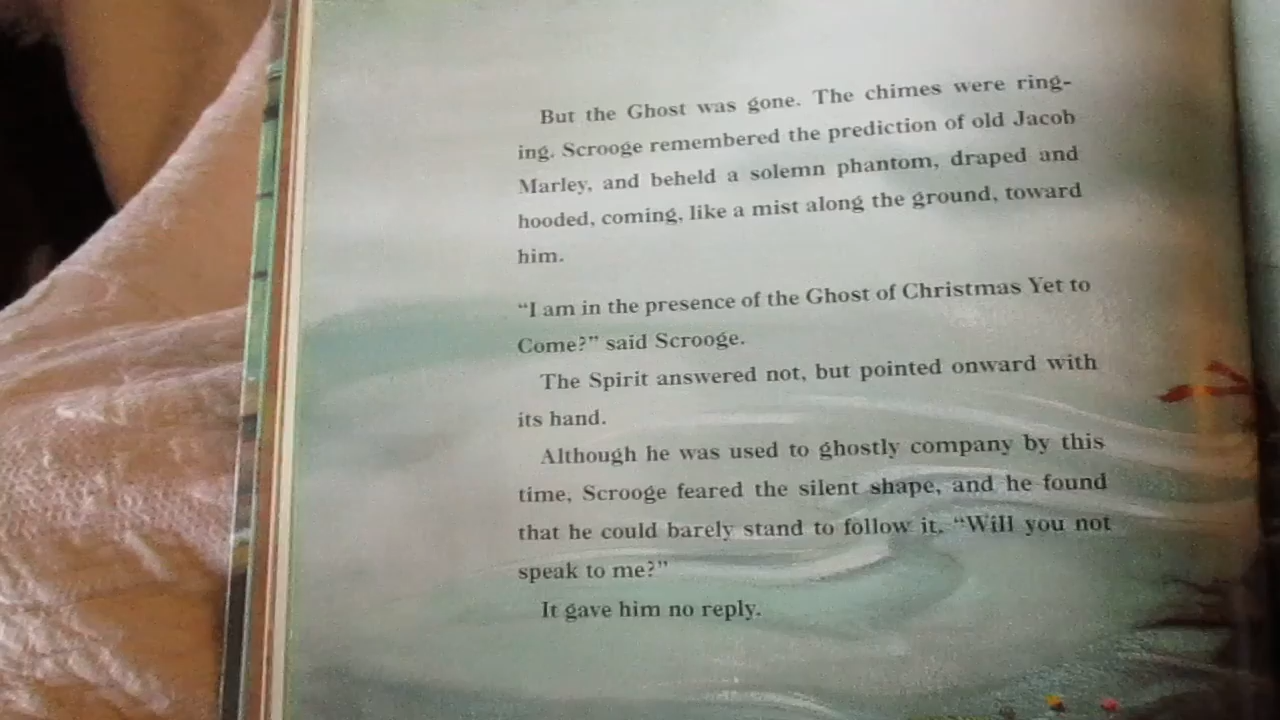 But the Ghost was gone. The chimes were ring-
ing. Scrooge remembered the prediction of old Jacob
Marley, and beheld a solemn phantom, draped and
hooded, coming, like a mist along the ground, toward
him.
“I am in the presence of the Ghost of Christmas Yet to
Come?” said Scrooge.
The Spirit answered not, but pointed onward with
its hand.
Although he was used to ghostly company by this
time, Scrooge feared the silent shape, and he found
that he could barely stand to follow it. “Will you not
speak to me?”
It gave him no reply.